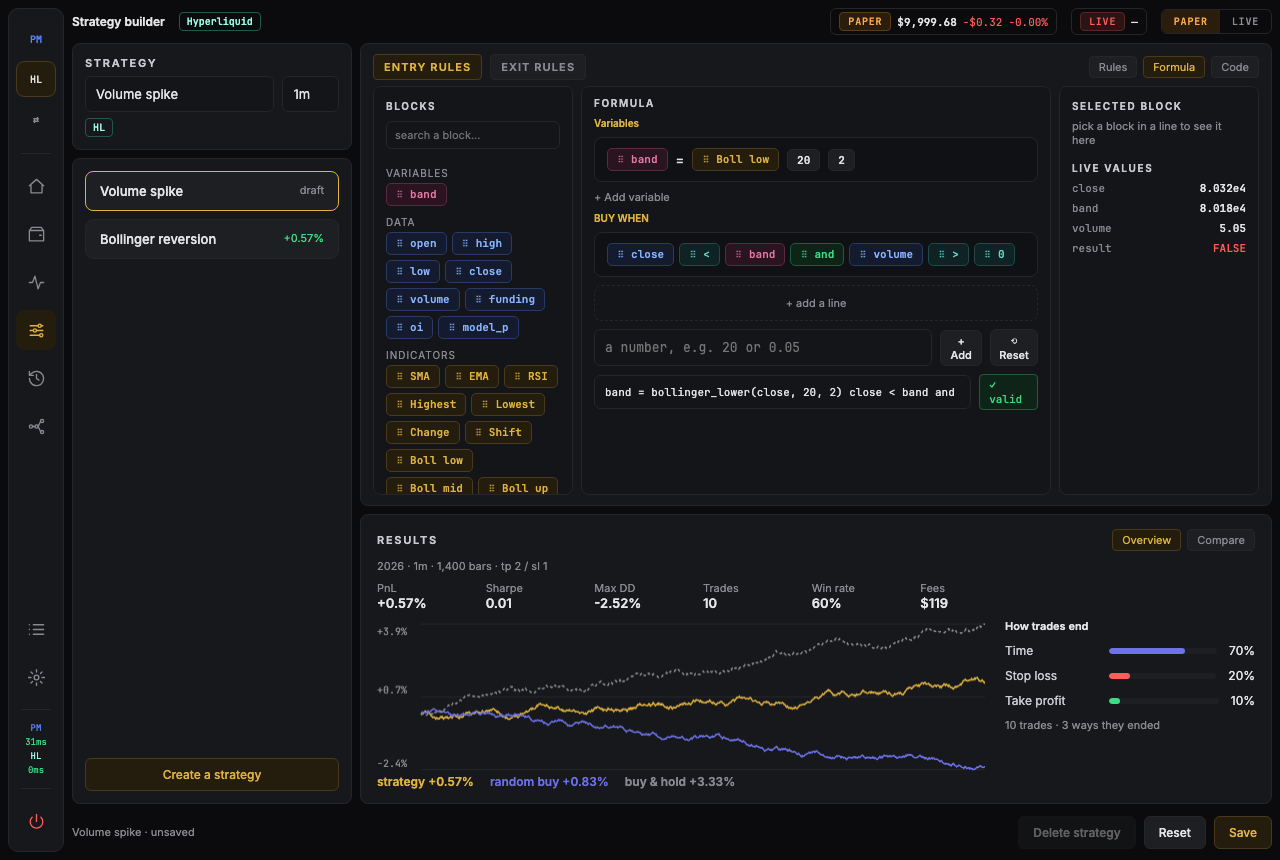 PM
HL
⇄
PM
31ms
HL
0ms
Strategy builder
Hyperliquid
PAPER $9,999.68 -$0.32 -0.00%
LIVE –
PAPER LIVE
STRATEGY
Volume spike
1m
HL
Volume spike draft
Bollinger reversion +0.57%
Create a strategy
ENTRY RULES EXIT RULES
Rules Formula Code
BLOCKS
search a block...
VARIABLES
band
DATA
open high
low close
volume funding
oi model_p
INDICATORS
SMA EMA RSI
Highest Lowest
Change Shift
Boll low
Boll mid Boll up
FORMULA
Variables
band = Boll low 20 2
+ Add variable
BUY WHEN
close < band and volume > 0
+ add a line
a number, e.g. 20 or 0.05
+ Add
⟲ Reset
band = bollinger_lower(close, 20, 2) close < band and
✓ valid
SELECTED BLOCK
pick a block in a line to see it
here
LIVE VALUES
close 8.032e4
band 8.018e4
volume 5.05
result FALSE
RESULTS
Overview Compare
2026 · 1m · 1,400 bars · tp 2 / sl 1
PnL Sharpe Max DD Trades Win rate Fees
+0.57% 0.01 -2.52% 10 60% $119
+3.9%
+0.7%
-2.4%
strategy +0.57% random buy +0.83% buy & hold +3.33%
How trades end
Time 70%
Stop loss 20%
Take profit 10%
10 trades · 3 ways they ended
Volume spike · unsaved
Delete strategy Reset Save